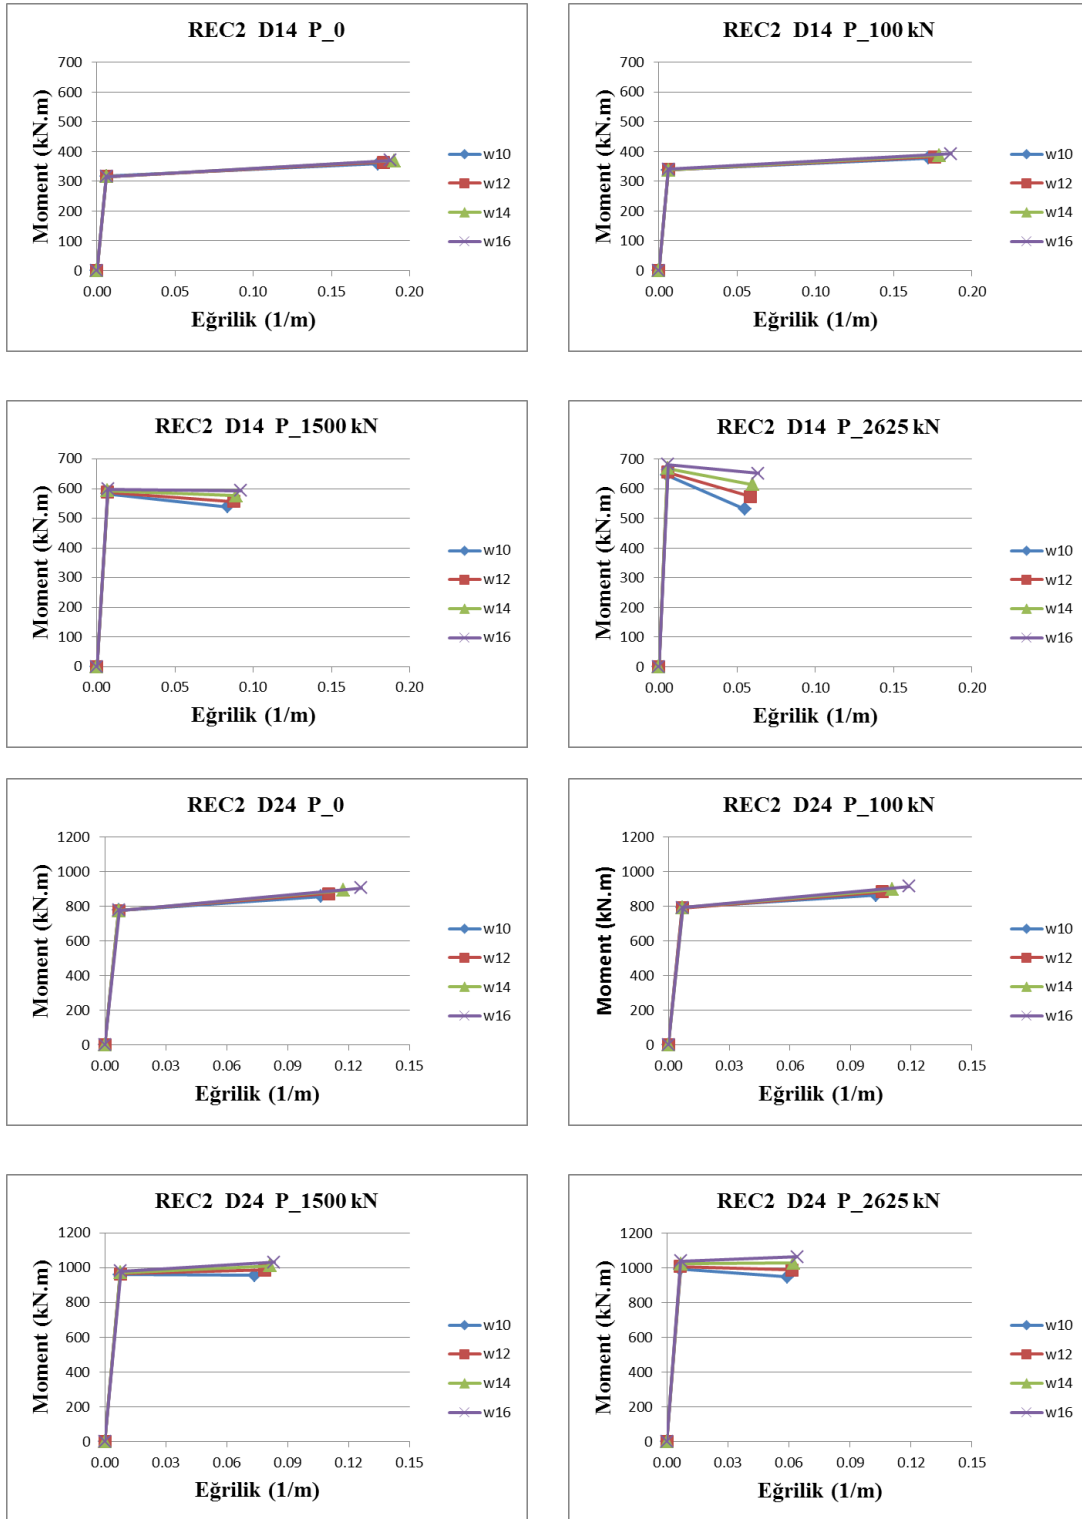 REC2 D14 P_0
Moment (kN.m)
700
600
500
400
300
200
100
0
0.00 0.05 0.10 0.15 0.20
Eğrilik (1/m)
w10
w12
w14
w16
REC2 D14 P_100 kN
Moment (kN.m)
700
600
500
400
300
200
100
0
0.00 0.05 0.10 0.15 0.20
Eğrilik (1/m)
w10
w12
w14
w16
REC2 D14 P_1500 kN
Moment (kN.m)
700
600
500
400
300
200
100
0
0.00 0.05 0.10 0.15 0.20
Eğrilik (1/m)
w10
w12
w14
w16
REC2 D14 P_2625 kN
Moment (kN.m)
700
600
500
400
300
200
100
0
0.00 0.05 0.10 0.15 0.20
Eğrilik (1/m)
w10
w12
w14
w16
REC2 D24 P_0
Moment (kN.m)
1200
1000
800
600
400
200
0
0.00 0.03 0.06 0.09 0.12 0.15
Eğrilik (1/m)
w10
w12
w14
w16
REC2 D24 P_100 kN
Moment (kN.m)
1200
1000
800
600
400
200
0
0.00 0.03 0.06 0.09 0.12 0.15
Eğrilik (1/m)
w10
w12
w14
w16
REC2 D24 P_1500 kN
Moment (kN.m)
1200
1000
800
600
400
200
0
0.00 0.03 0.06 0.09 0.12 0.15
Eğrilik (1/m)
w10
w12
w14
w16
REC2 D24 P_2625 kN
Moment (kN.m)
1200
1000
800
600
400
200
0
0.00 0.03 0.06 0.09 0.12 0.15
Eğrilik (1/m)
w10
w12
w14
w16